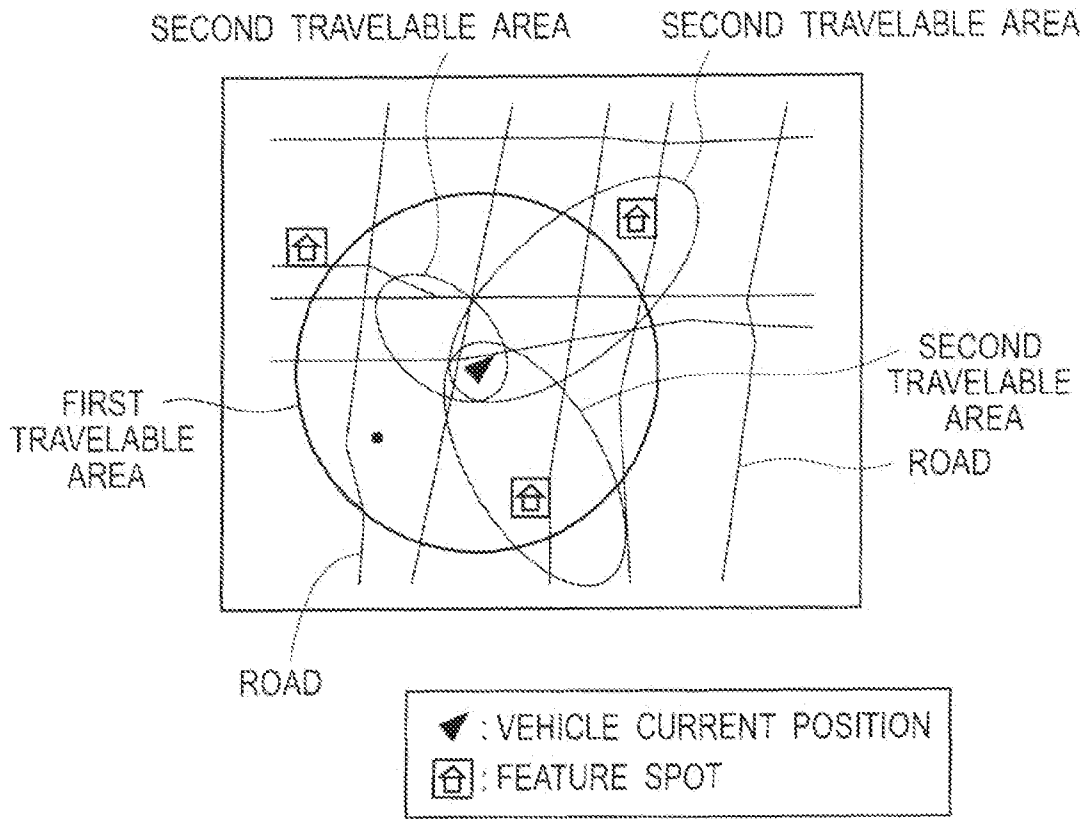 SECOND TRAVELABLE AREA
SECOND TRAVELABLE AREA
FIRST
TRAVELABLE
AREA
SECOND
TRAVELABLE
AREA
ROAD
ROAD
: VEHICLE CURRENT POSITION
: FEATURE SPOT